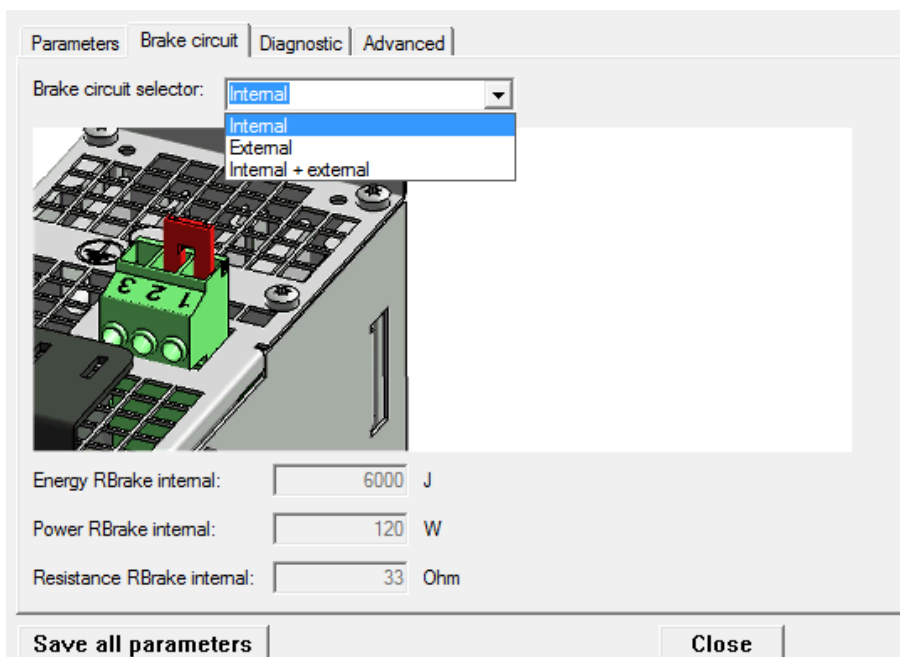 Parameters Brake circuit Diagnostic Advanced
Brake circuit selector: Internal
Internal
External
Internal + external
3 2 1
Energy RBrake internal: 6000 J
Power RBrake internal: 120 W
Resistance RBrake internal: 33 Ohm
Save all parameters Close